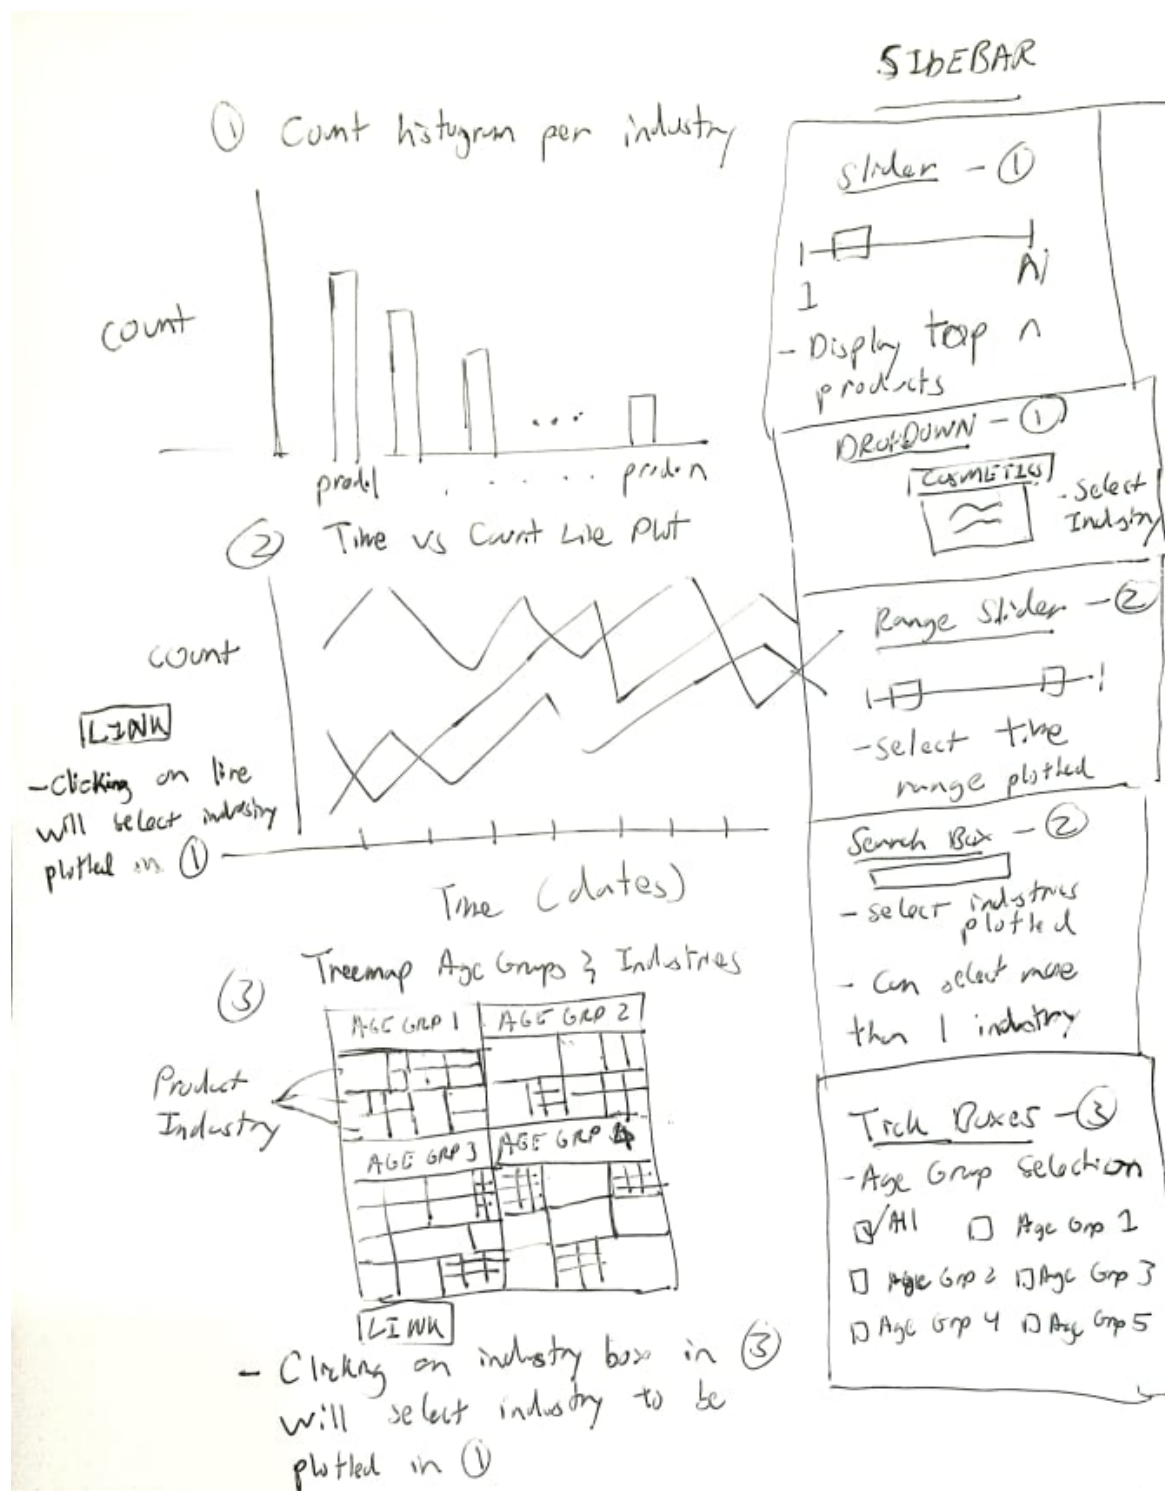 SIDEBAR
① Count histogram per industry
count
prod1 . . . . . prod n
② Time vs Count Line Plot
count
LINK
- Clicking on line
will select industry
plotted in ①
Time (dates)
③ Treemap Age Groups & Industries
AGE GRP 1
AGE GRP 2
Product
Industry
AGE GRP 3
AGE GRP 4
LINK
- Clicking on industry box in ③
will select industry to be
plotted in ①
Slider - ①
1
- Display top n
products
DROPDOWN - ①
COSMETICS
- Select
Industry
Range Slider - ②
- select time
range plotted
Search Box - ②
- select industries
plotted
- Can select more
than 1 industry
Tick Boxes - ③
- Age Group Selection
All Age Grp 1
Age Grp 2 Age Grp 3
Age Grp 4 Age Grp 5